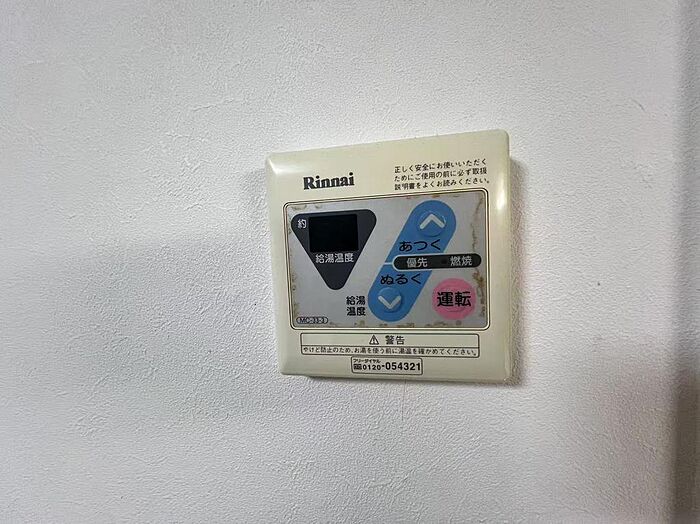 Rinnai
正しく安全にお使いいただく
ためにご使用の前に必ず取扱
説明書をよくお読みください。
約
給湯温度
あつく
優先 燃焼
ぬるく
給湯
温度
運転
MC-33-3
⚠ 警告
やけど防止のため、お湯を使う前に湯温を確かめてください。
フリーダイヤル
0120-054321